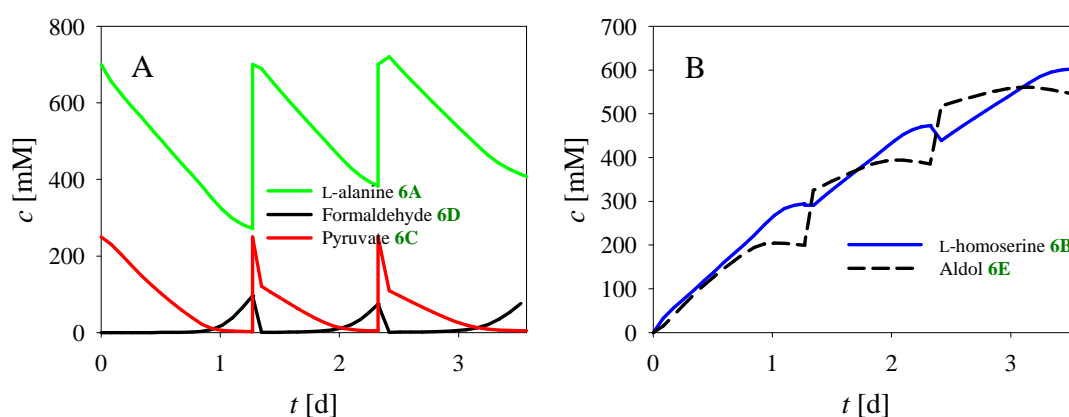 A
800
600
400
200
0
c [mM]
L-alanine 6A
Formaldehyde 6D
Pyruvate 6C
0 1 2 3
t [d]
B
700
600
500
400
300
200
100
0
c [mM]
L-homoserine 6B
Aldol 6E
0 1 2 3
t [d]